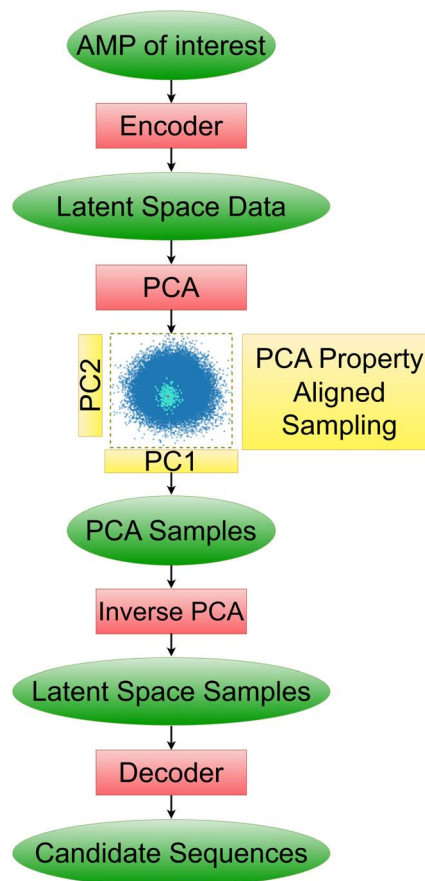 AMP of interest
Encoder
Latent Space Data
PCA
PC2
PCA Property
Aligned
Sampling
PC1
PCA Samples
Inverse PCA
Latent Space Samples
Decoder
Candidate Sequences